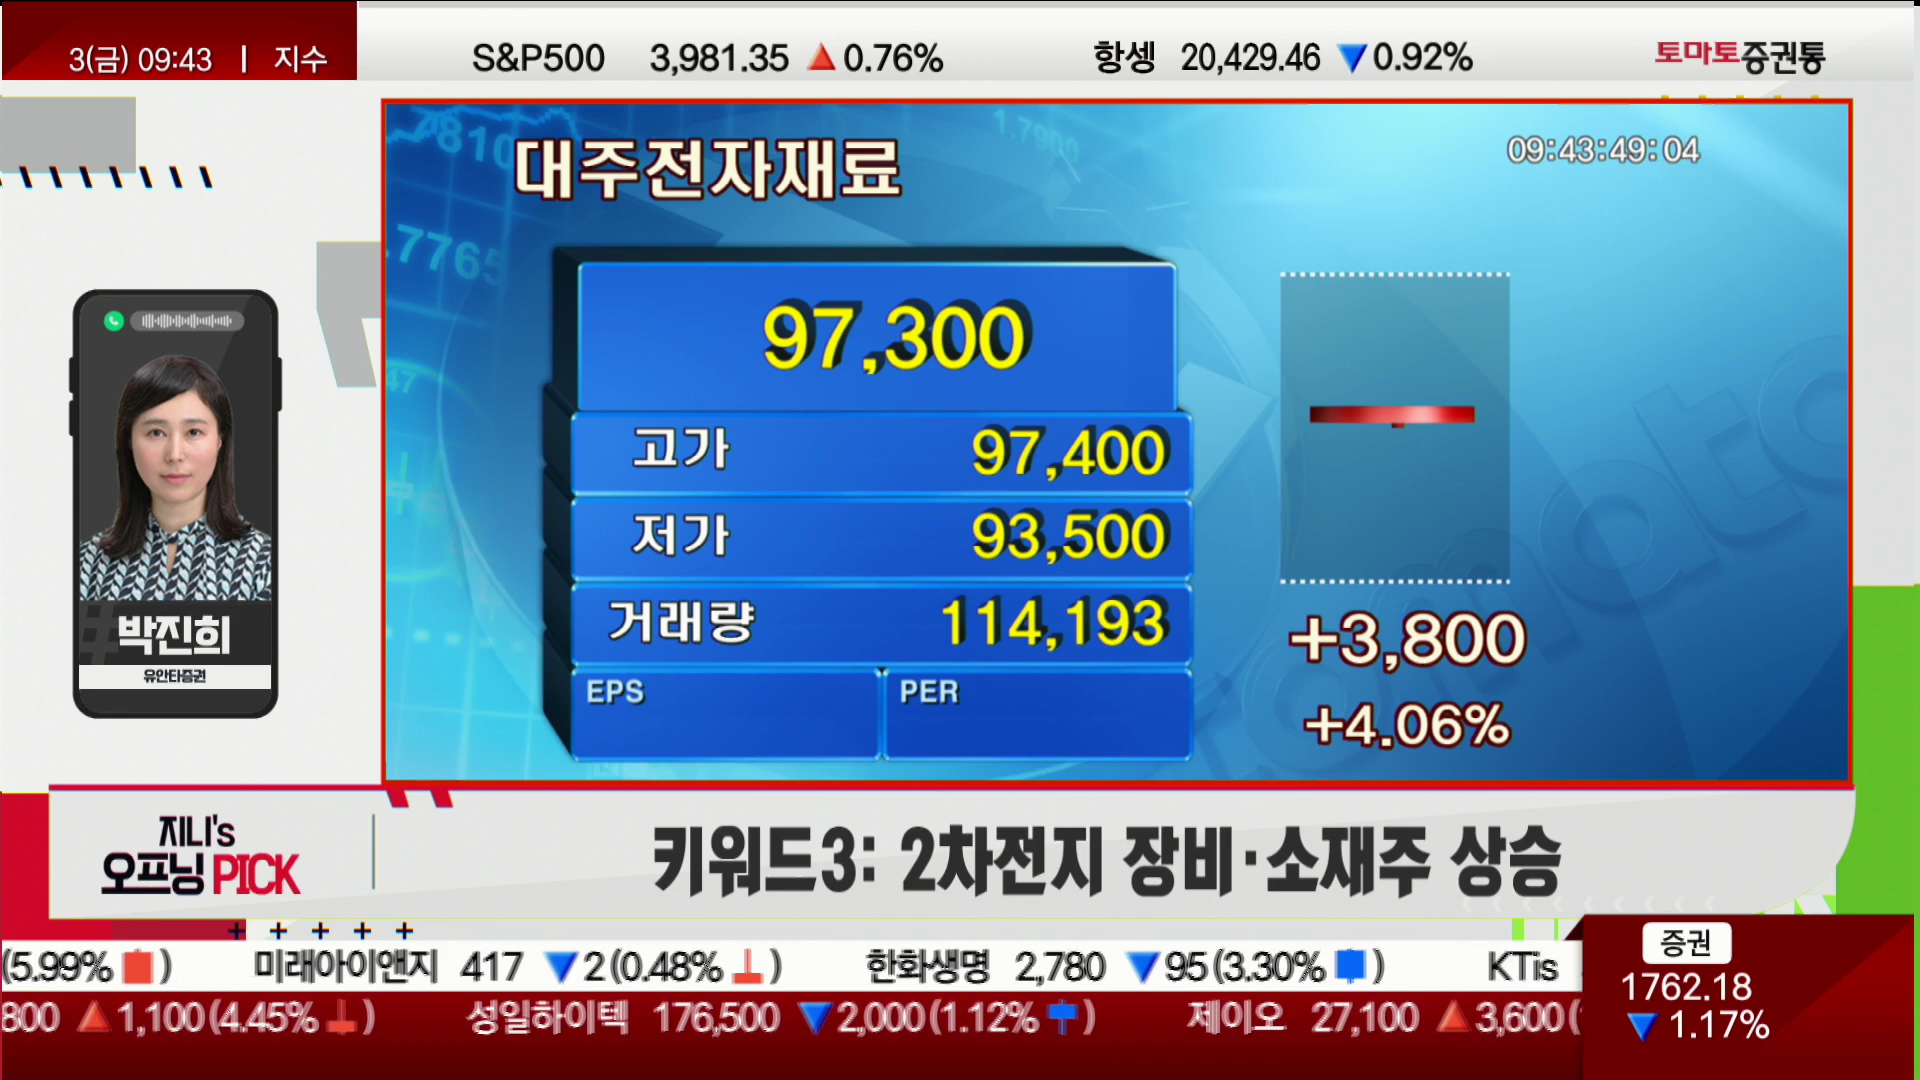 3(금) 09:43 | 지수
S&P500 3,981.35 ▲ 0.76% 항셍 20,429.46 ▼ 0.92%
토마토증권통
대주전자재료
09:43:49:04
97,300
고가 97,400
저가 93,500
거래량 114,193
EPS PER
+3,800
+4.06%
#박진희
유안타증권
지니's
오프닝 PICK
키워드3: 2차전지 장비·소재주 상승
(5.99% ) 미래아이앤지 417 ▼2(0.48% ) 한화생명 2,780 ▼95(3.30% ) KTis
800 ▲1,100(4.45% ) 성일하이텍 176,500 ▼2,000(1.12% ) 제이오 27,100 ▲3,600(
증권
1762.18
▼ 1.17%